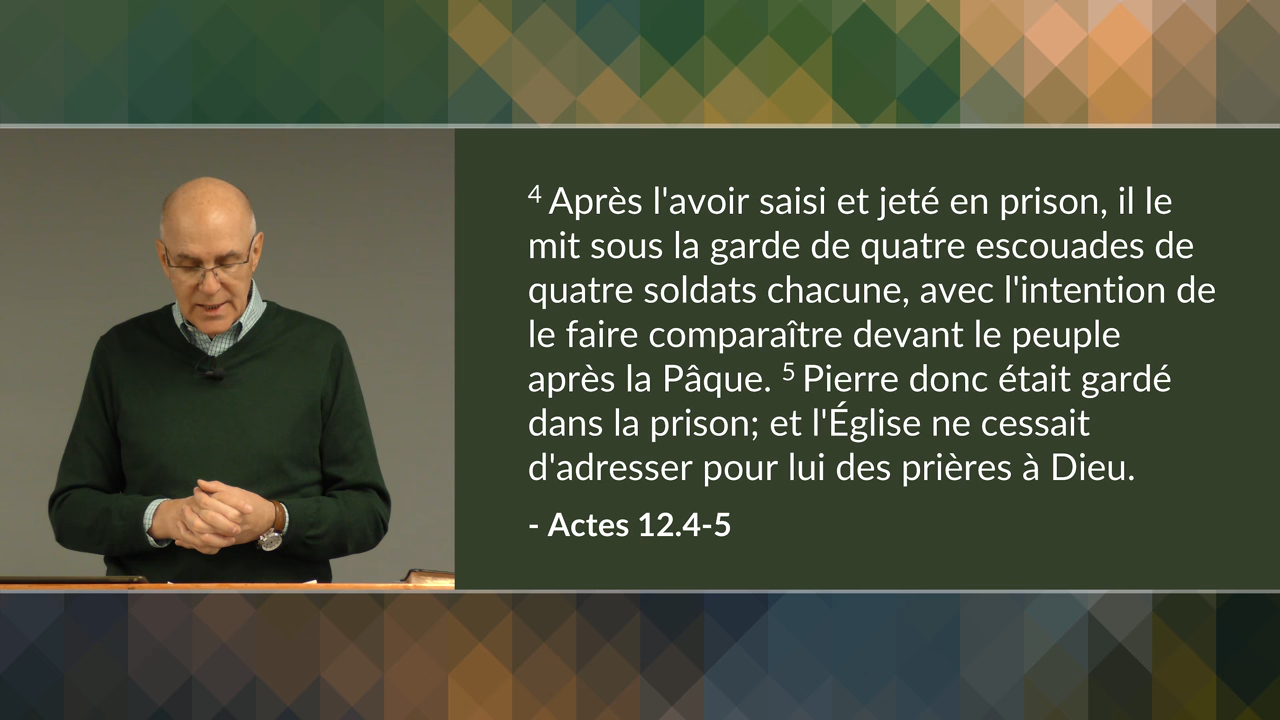 4 Après l'avoir saisi et jeté en prison, il le
mit sous la garde de quatre escouades de
quatre soldats chacune, avec l'intention de
le faire comparaître devant le peuple
après la Pâque. 5 Pierre donc était gardé
dans la prison; et l'Église ne cessait
d'adresser pour lui des prières à Dieu.
- Actes 12.4-5